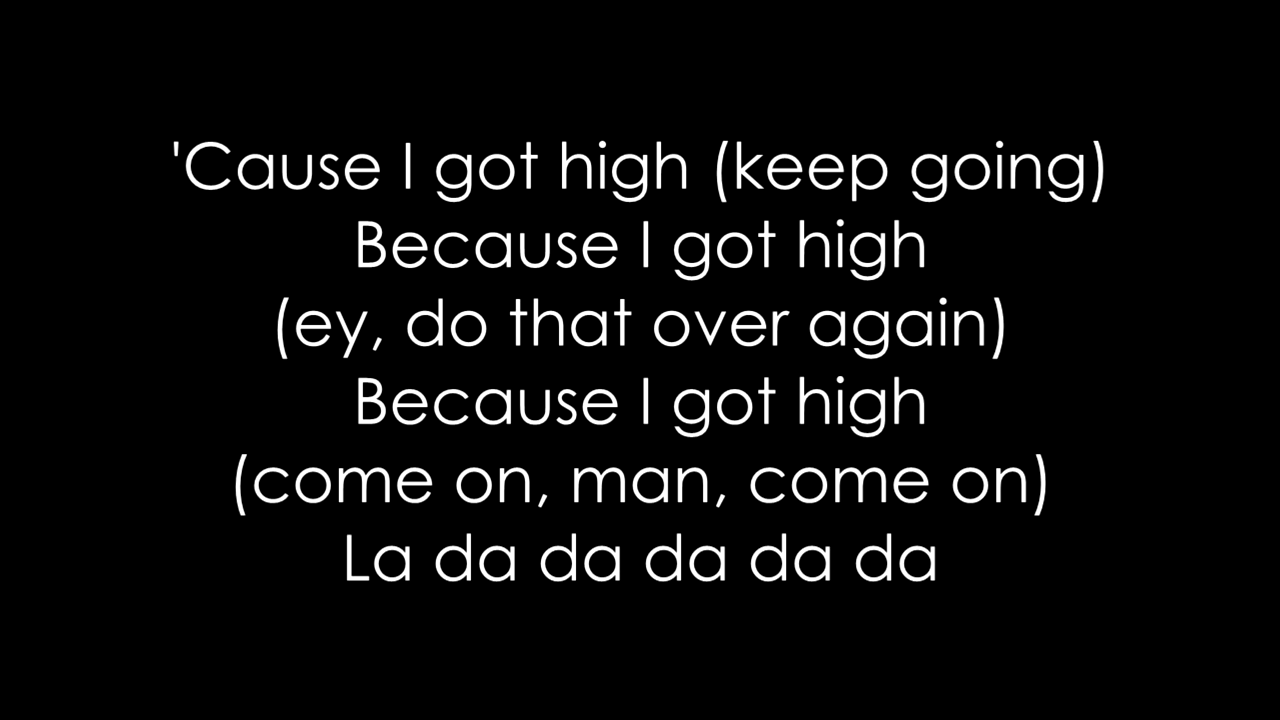 'Cause I got high (keep going)
Because I got high
(ey, do that over again)
Because I got high
(come on, man, come on)
La da da da da da